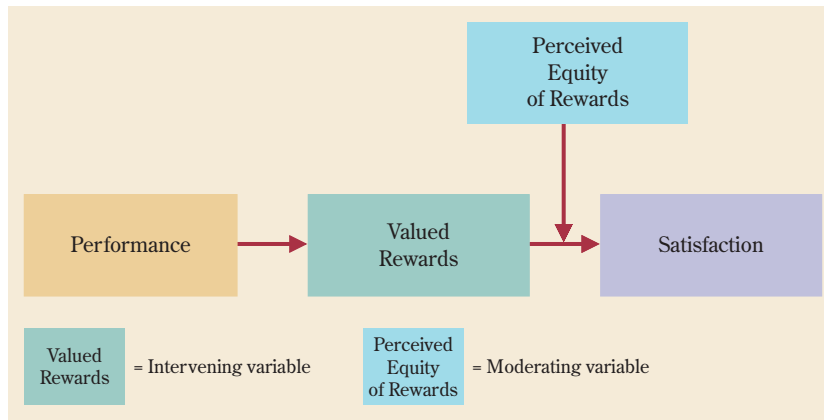 Perceived
Equity
of Rewards
Performance
Valued
Rewards
Satisfaction
Valued
Rewards
= Intervening variable
Perceived
Equity
of Rewards
= Moderating variable